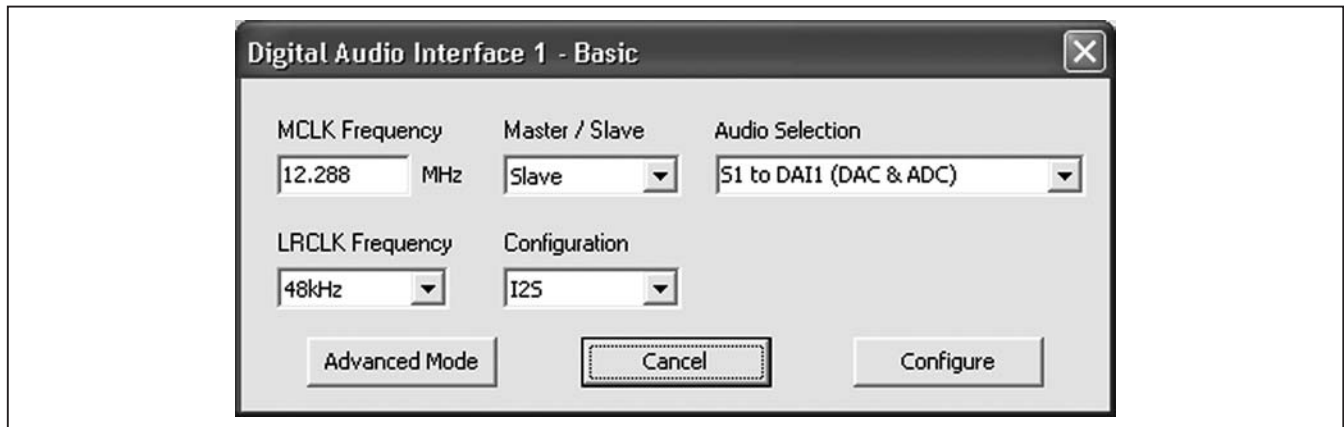 Digital Audio Interface 1 - Basic
MCLK Frequency
Master / Slave
Audio Selection
12.288
MHz
Slave
S1 to DAI1 (DAC & ADC)
LRCLK Frequency
Configuration
48kHz
I2S
Advanced Mode
Cancel
Configure